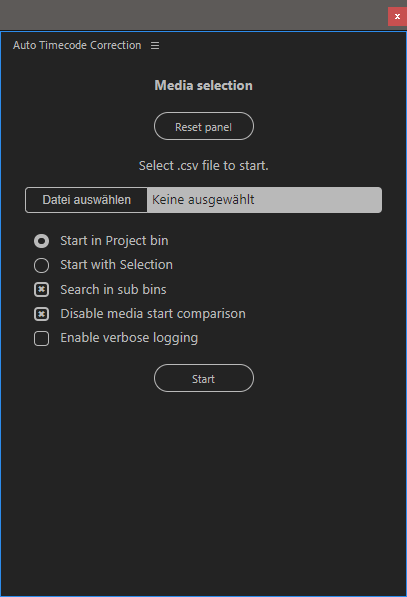 x
Auto Timecode Correction ☰
Media selection
Reset panel
Select .csv file to start.
Datei auswählen Keine ausgewählt
Start in Project bin
Start with Selection
Search in sub bins
Disable media start comparison
Enable verbose logging
Start